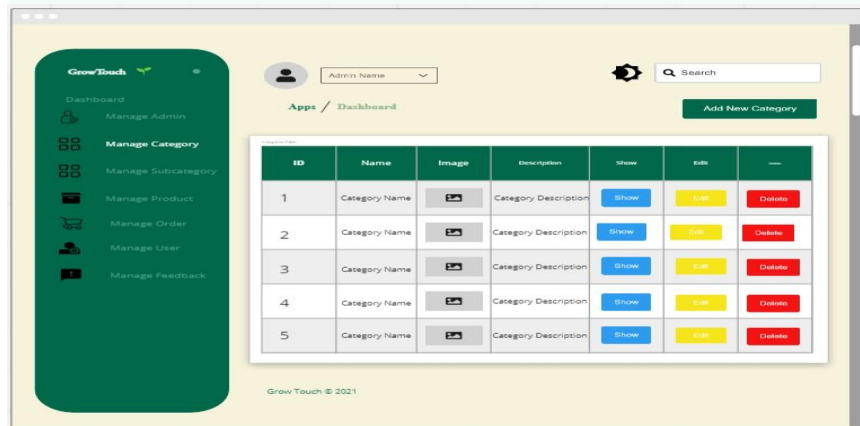 GrowTouch
Dashboard
Manage Admin
Manage Category
Manage Subcategory
Manage Product
Manage Order
Manage User
Manage Feedback
Admin Name
Search
Apps / Dashboard
Add New Category
ID Name Image Description Show Edit
1 Category Name Category Description Show Edit Delete
2 Category Name Category Description Show Edit Delete
3 Category Name Category Description Show Edit Delete
4 Category Name Category Description Show Edit Delete
5 Category Name Category Description Show Edit Delete
Grow Touch © 2021